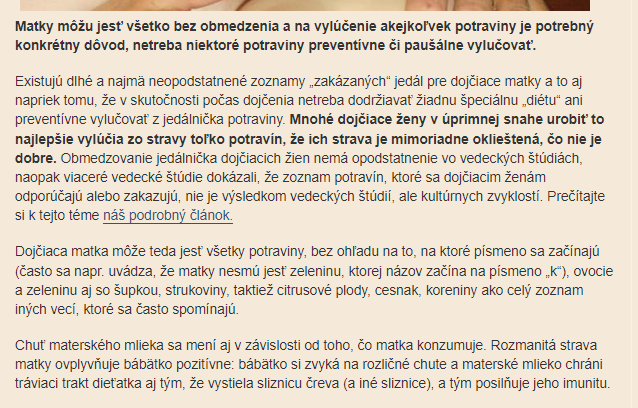 Matky môžu jesť všetko bez obmedzenia a na vylúčenie akejkoľvek potraviny je potrebný
konkrétny dôvod, netreba niektoré potraviny preventívne či paušálne vylučovať.
Existujú dlhé a najmä neopodstatnené zoznamy „zakázaných“ jedál pre dojčiace matky a to aj
napriek tomu, že v skutočnosti počas dojčenia netreba dodržiavať žiadnu špeciálnu „diétu“ ani
preventívne vylučovať z jedálnička potraviny. Mnohé dojčiace ženy v úprimnej snahe urobiť to
najlepšie vylúčia zo stravy toľko potravín, že ich strava je mimoriadne oklieštená, čo nie je
dobre. Obmedzovanie jedálnička dojčiacich žien nemá opodstatnenie vo vedeckých štúdiách,
naopak viaceré vedecké štúdie dokázali, že zoznam potravín, ktoré sa dojčiacim ženám
odporúčajú alebo zakazujú, nie je výsledkom vedeckých štúdií, ale kultúrnych zvyklostí. Prečítajte
si k tejto téme náš podrobný článok.
Dojčiaca matka môže teda jesť všetky potraviny, bez ohľadu na to, na ktoré písmeno sa začínajú
(často sa napr. uvádza, že matky nesmú jesť zeleninu, ktorej názov začína na písmeno „k“), ovocie
a zeleninu aj so šupkou, strukoviny, taktiež citrusové plody, cesnak, koreniny ako celý zoznam
iných vecí, ktoré sa často spomínajú.
Chuť materského mlieka sa mení aj v závislosti od toho, čo matka konzumuje. Rozmanitá strava
matky ovplyvňuje bábätko pozitívne: bábätko si zvyká na rozličné chute a materské mlieko chráni
tráviaci trakt dieťatka aj tým, že vystiela sliznicu čreva (a iné sliznice), a tým posilňuje jeho imunitu.